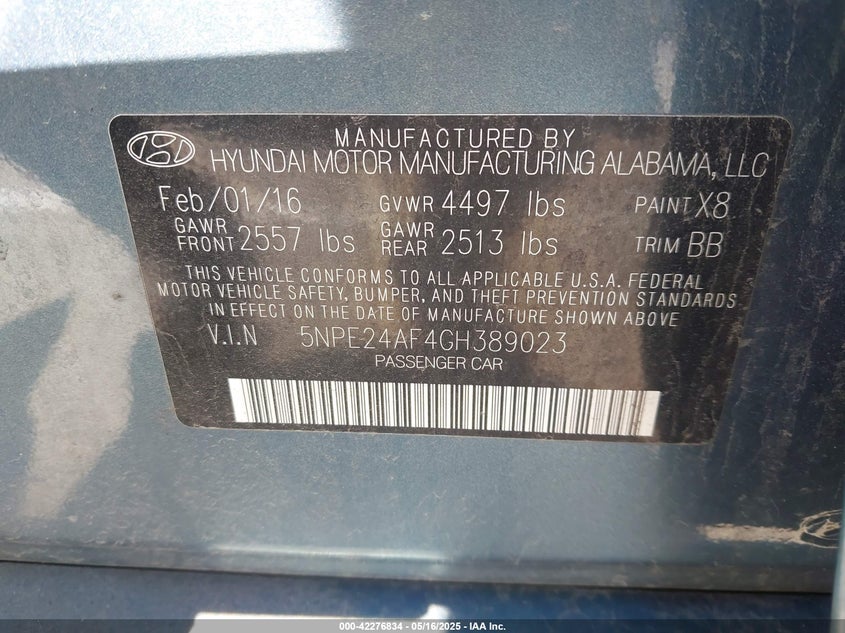 MANUFACTURED BY
HYUNDAI MOTOR MANUFACTURING ALABAMA, LLC
Feb/01/16 GVWR 4497 lbs PAINT X8
GAWR FRONT 2557 lbs GAWR REAR 2513 lbs TRIM BB
THIS VEHICLE CONFORMS TO ALL APPLICABLE U.S.A. FEDERAL
MOTOR VEHICLE SAFETY, BUMPER, AND THEFT PREVENTION STANDARDS
IN EFFECT ON THE DATE OF MANUFACTURE SHOWN ABOVE.
V.I.N 5NPE24AF4GH389023
PASSENGER CAR
000-42276834 - 05/16/2025 - IAA Inc.